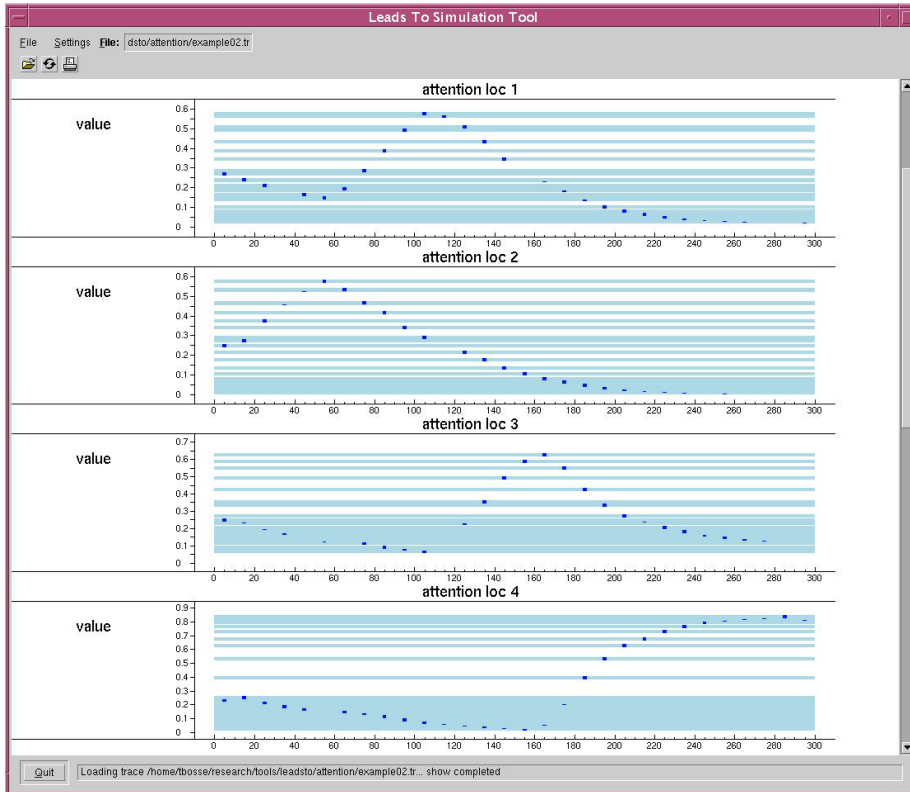 Leads To Simulation Tool
File Settings File: dsto/attention/example02.tr
attention loc 1
value
0.6
0.5
0.4
0.3
0.2
0.1
0
0 20 40 60 80 100 120 140 160 180 200 220 240 260 280 300
attention loc 2
value
0.6
0.5
0.4
0.3
0.2
0.1
0
0 20 40 60 80 100 120 140 160 180 200 220 240 260 280 300
attention loc 3
value
0.7
0.6
0.5
0.4
0.3
0.2
0.1
0
0 20 40 60 80 100 120 140 160 180 200 220 240 260 280 300
attention loc 4
value
0.9
0.8
0.7
0.6
0.5
0.4
0.3
0.2
0.1
0
0 20 40 60 80 100 120 140 160 180 200 220 240 260 280 300
Quit Loading trace /home/tbosse/research/tools/leadsto/attention/example02.tr... show completed